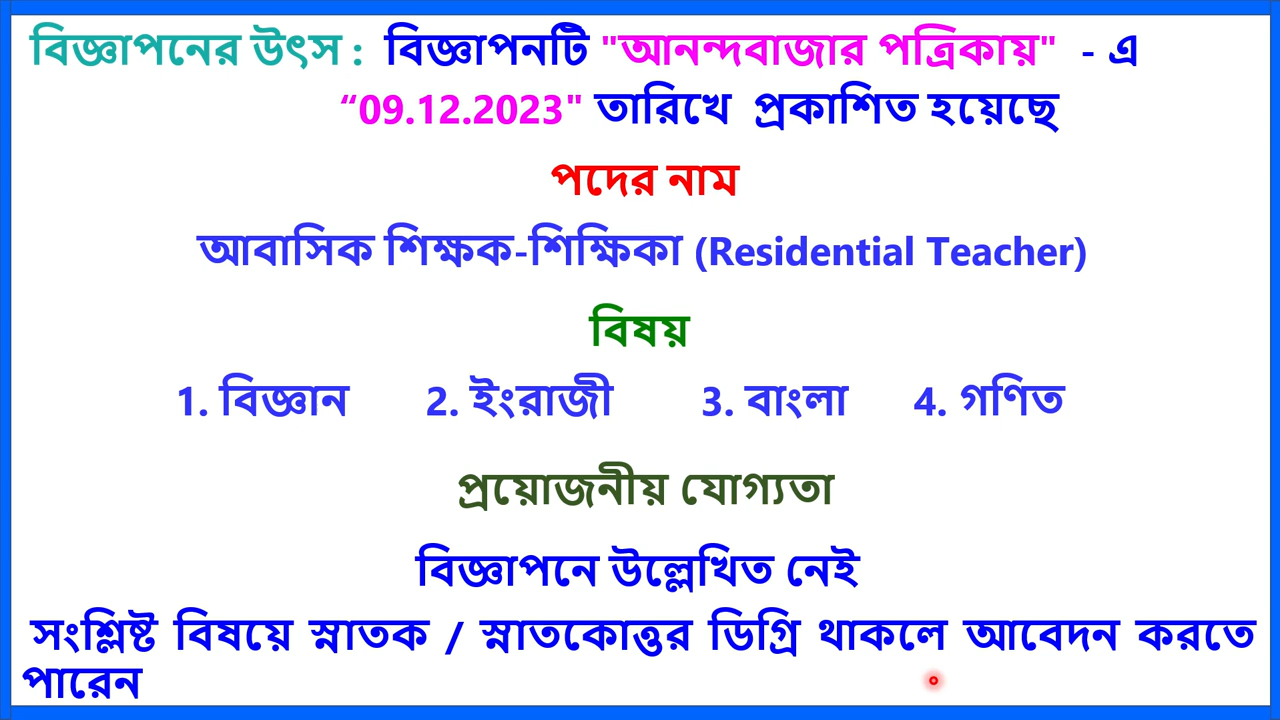 বিজ্ঞাপনের উৎস : বিজ্ঞাপনটি "আনন্দবাজার পত্রিকায়" - এ
“09.12.2023" তারিখে প্রকাশিত হয়েছে
পদের নাম
আবাসিক শিক্ষক-শিক্ষিকা (Residential Teacher)
বিষয়
1. বিজ্ঞান 2. ইংরাজী 3. বাংলা 4. গণিত
প্রয়োজনীয় যোগ্যতা
বিজ্ঞাপনে উল্লেখিত নেই
সংশ্লিষ্ট বিষয়ে স্নাতক / স্নাতকোত্তর ডিগ্রি থাকলে আবেদন করতে
পারেন